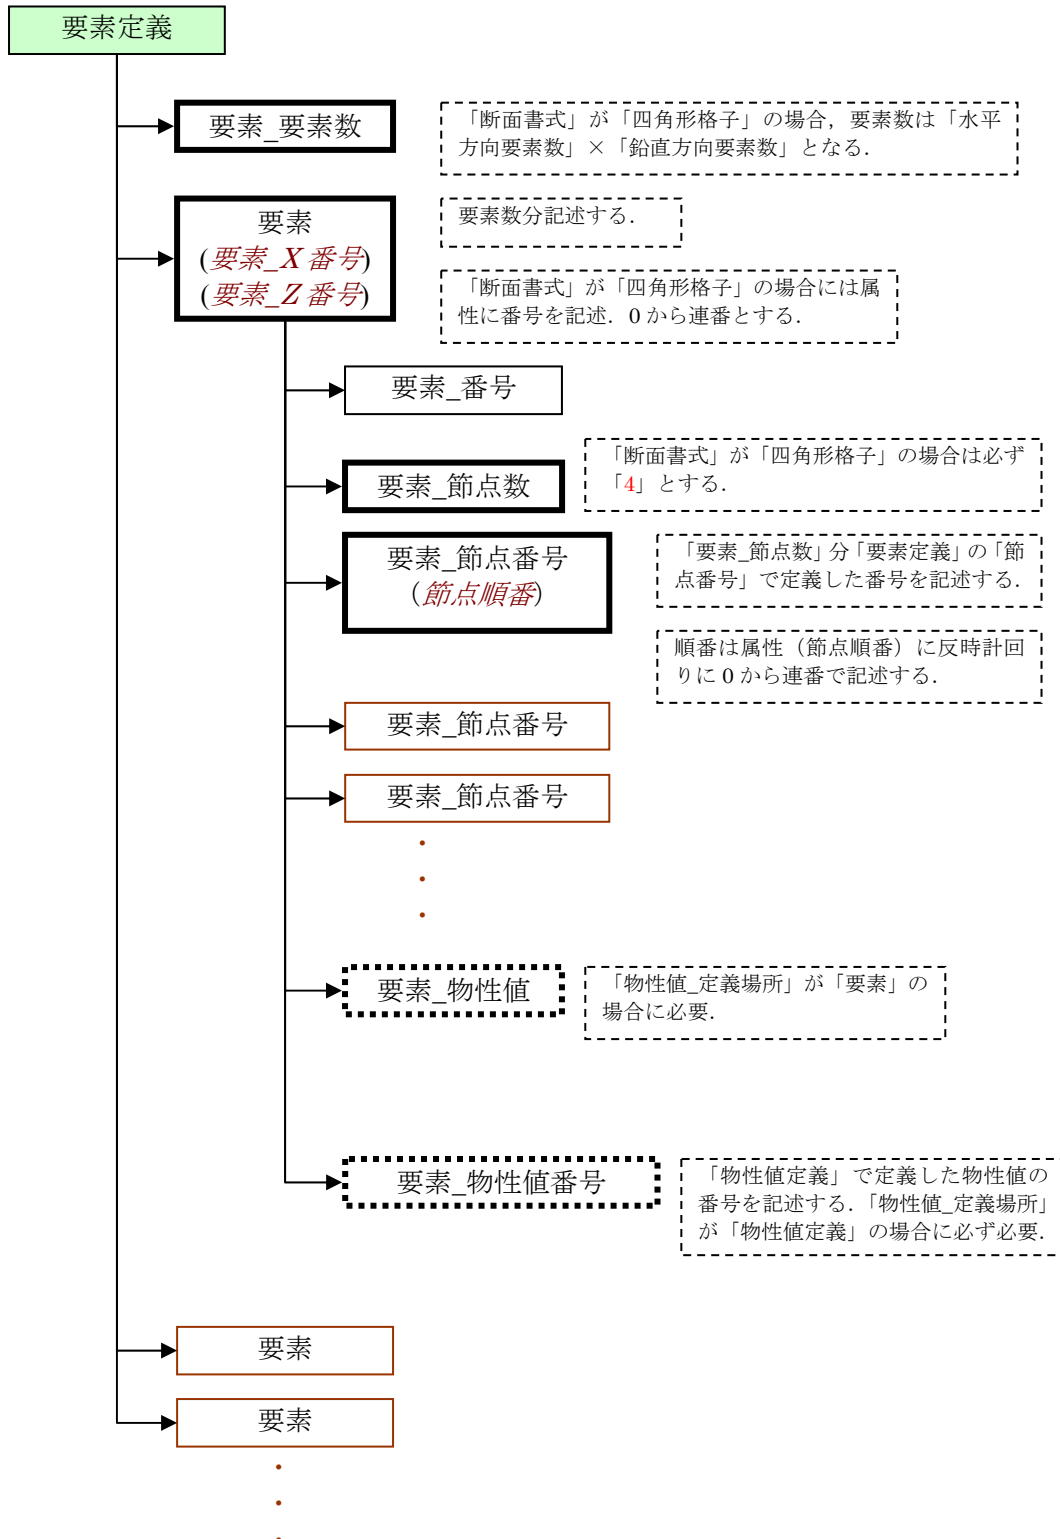 要素定義
要素_要素数
「断面書式」が「四角形格子」の場合，要素数は「水平
方向要素数」×「鉛直方向要素数」となる．
要素
(要素_X 番号)
(要素_Z 番号)
要素数分記述する．
「断面書式」が「四角形格子」の場合には属
性に番号を記述．0 から連番とする．
要素_番号
要素_節点数
「断面書式」が「四角形格子」の場合は必ず
「4」とする．
要素_節点番号
（節点順番）
「要素_節点数」分「要素定義」の「節
点番号」で定義した番号を記述する．
順番は属性（節点順番）に反時計回
りに 0 から連番で記述する．
要素_節点番号
要素_節点番号
・
・
・
要素_物性値
「物性値_定義場所」が「要素」の
場合に必要．
要素_物性値番号
「物性値定義」で定義した物性値の
番号を記述する．「物性値_定義場所」
が「物性値定義」の場合に必ず必要．
要素
要素
・
・
・